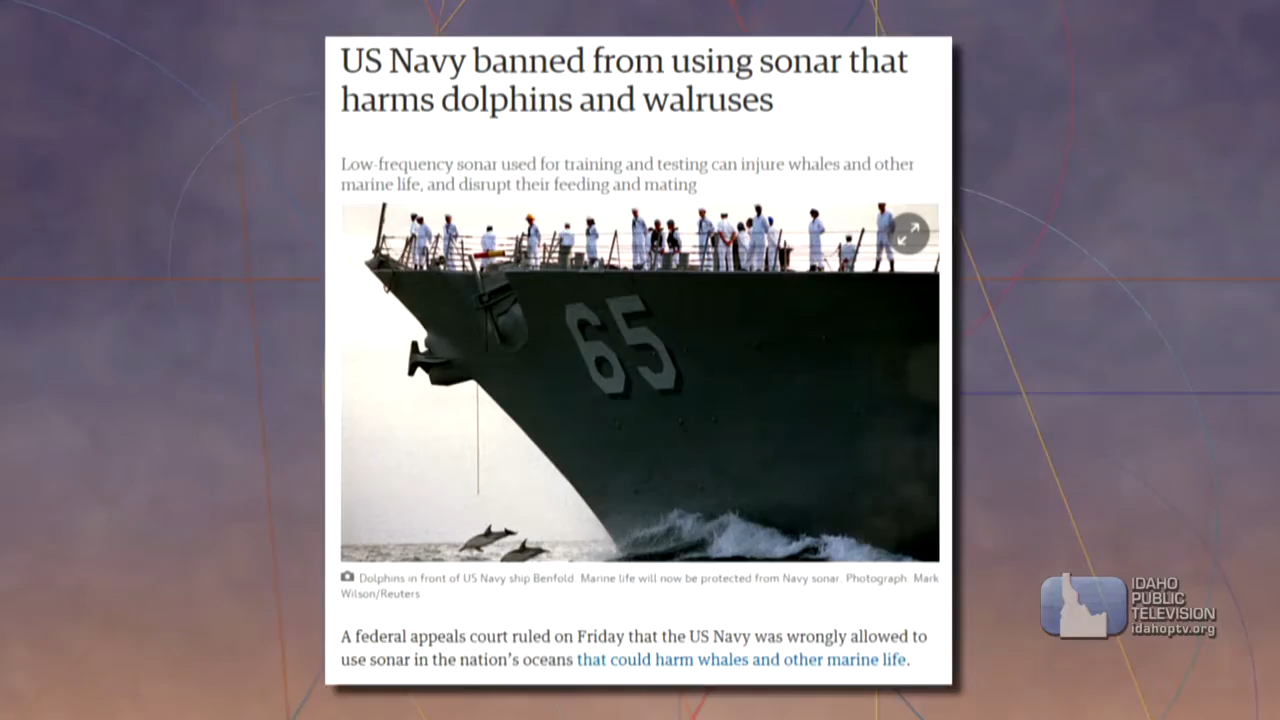 US Navy banned from using sonar that
harms dolphins and walruses
Low-frequency sonar used for training and testing can injure whales and other
marine life, and disrupt their feeding and mating
65
Dolphins in front of US Navy ship Benfold. Marine life will now be protected from Navy sonar. Photograph: Mark
Wilson/Reuters
A federal appeals court ruled on Friday that the US Navy was wrongly allowed to
use sonar in the nation's oceans that could harm whales and other marine life.
IDAHO
PUBLIC
TELEVISION
idahoptv.org